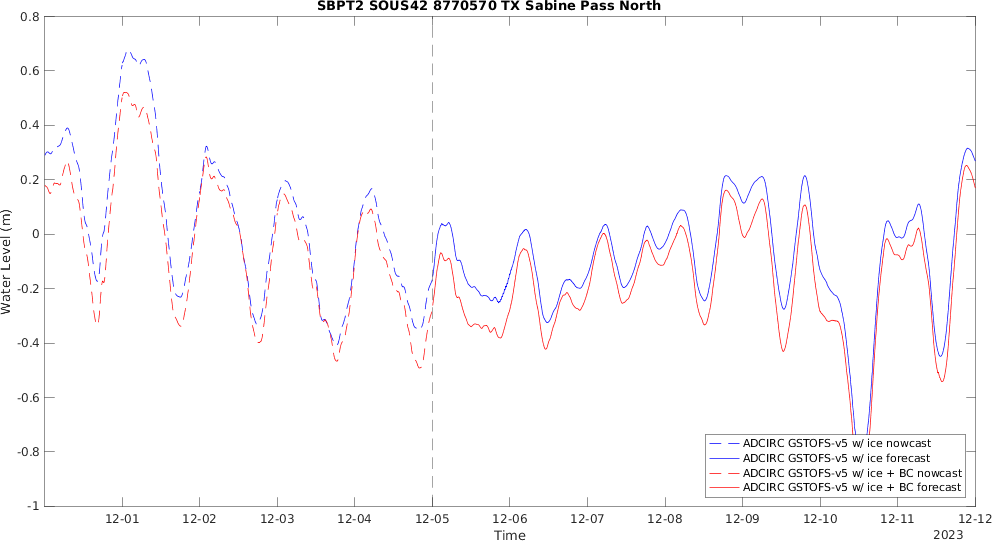 SBPT2 SOUS42 8770570 TX Sabine Pass North
0.8
0.6
0.4
0.2
0
-0.2
-0.4
-0.6
-0.8
-1
Water Level (m)
ADCIRC GSTOFS-v5 w/ ice nowcast
ADCIRC GSTOFS-v5 w/ ice forecast
ADCIRC GSTOFS-v5 w/ ice + BC nowcast
ADCIRC GSTOFS-v5 w/ ice + BC forecast
12-01 12-02 12-03 12-04 12-05 12-06 12-07 12-08 12-09 12-10 12-11 12-12
Time
2023